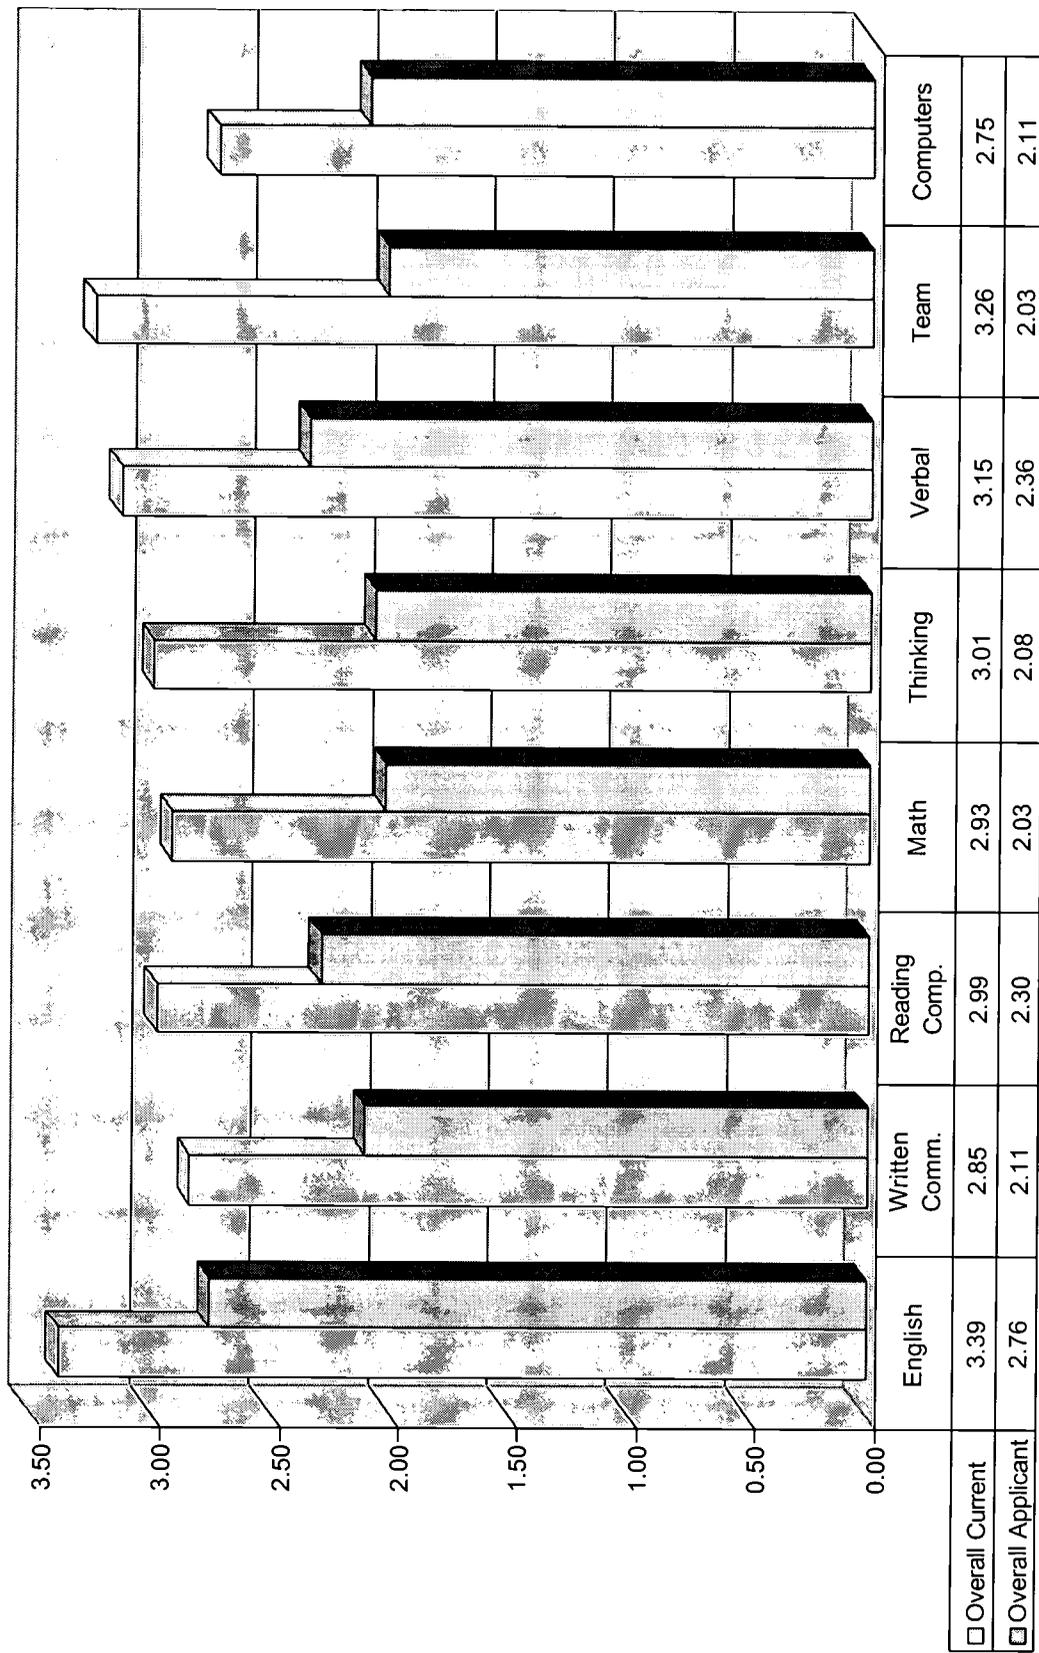 3.50
3.00
2.50
2.00
1.50
1.00
0.50
0.00
English Written Comm. Reading Comp. Math Thinking Verbal Team Computers
Overall Current 3.39 2.85 2.99 2.93 3.01 3.15 3.26 2.75
Overall Applicant 2.76 2.11 2.30 2.03 2.08 2.36 2.03 2.11